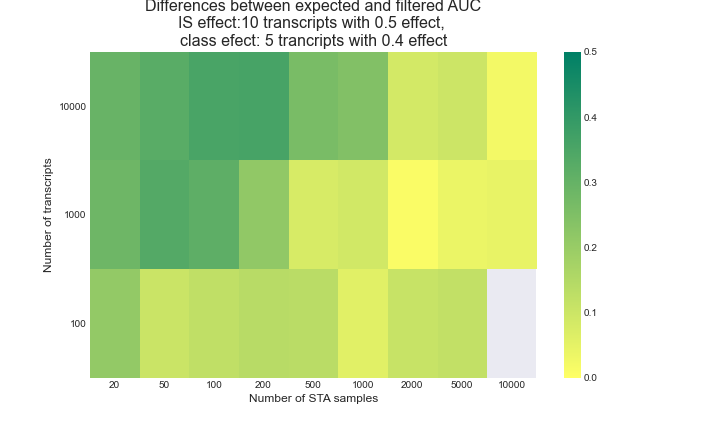 Differences between expected and filtered AUC
IS effect:10 transcripts with 0.5 effect,
class efect: 5 trancripts with 0.4 effect
0.5
10000
0.4
Number of transcripts
0.3
1000
0.2
0.1
100
0.0
20 50 100 200 500 1000 2000 5000 10000
Number of STA samples